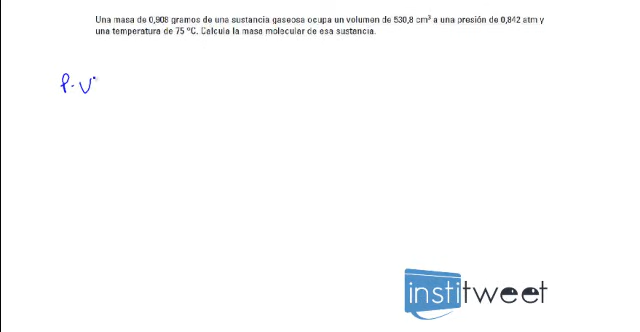 Una masa de 0,908 gramos de una sustancia gaseosa ocupa un volumen de 530,8 cm³ a una presión de 0,842 atm y
una temperatura de 75 ºC. Calcula la masa molecular de esa sustancia.
P·V
institweet